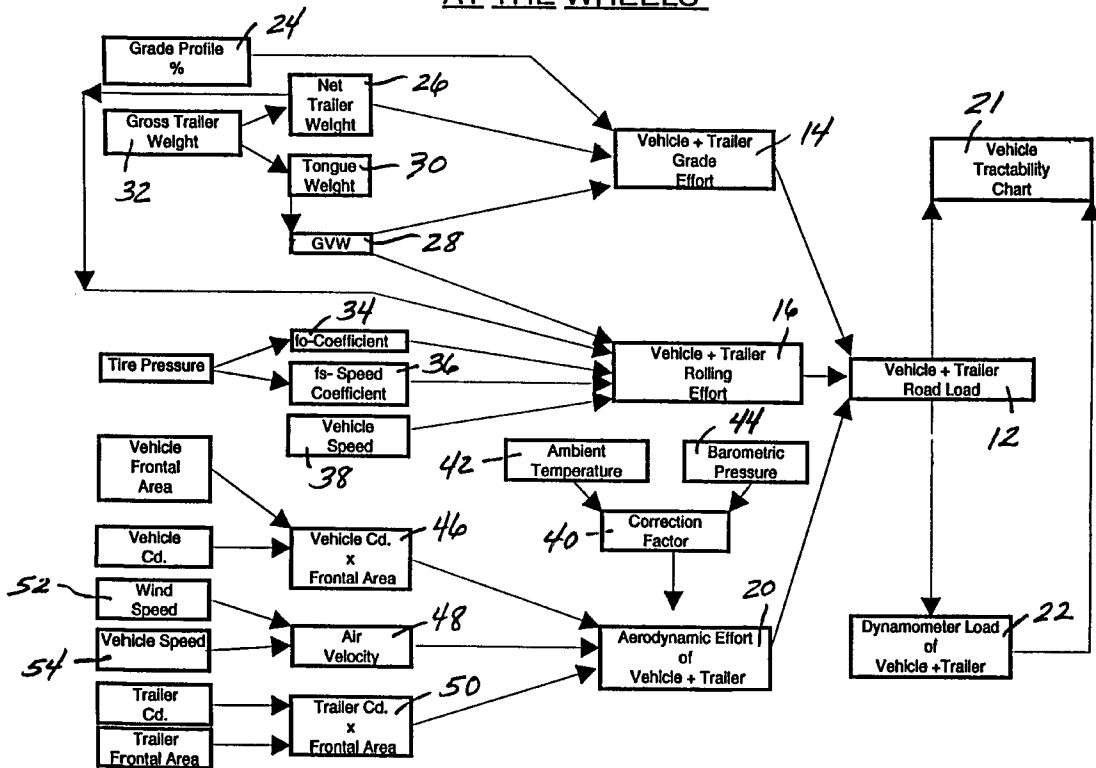 AT THE WHEELS
24
Grade Profile
%
26
Net
Trailer
Weight
Gross Trailer
Weight
32
30
Tongue
Weight
GVW
28
Vehicle + Trailer
Grade
Effort
14
21
Vehicle
Tractability
Chart
34
fo-Coefficient
Tire Pressure
36
fs- Speed
Coefficient
Vehicle
Speed
38
16
Vehicle + Trailer
Rolling
Effort
Vehicle + Trailer
Road Load
12
42
Ambient
Temperature
44
Barometric
Pressure
40
Correction
Factor
Vehicle
Frontal
Area
Vehicle
Cd.
46
Vehicle Cd.
x
Frontal Area
52
Wind
Speed
Vehicle Speed
54
48
Air
Velocity
20
Aerodynamic Effort
of
Vehicle + Trailer
22
Dynamometer Load
of
Vehicle +Trailer
Trailer
Cd.
Trailer
Frontal Area
50
Trailer Cd.
x
Frontal Area